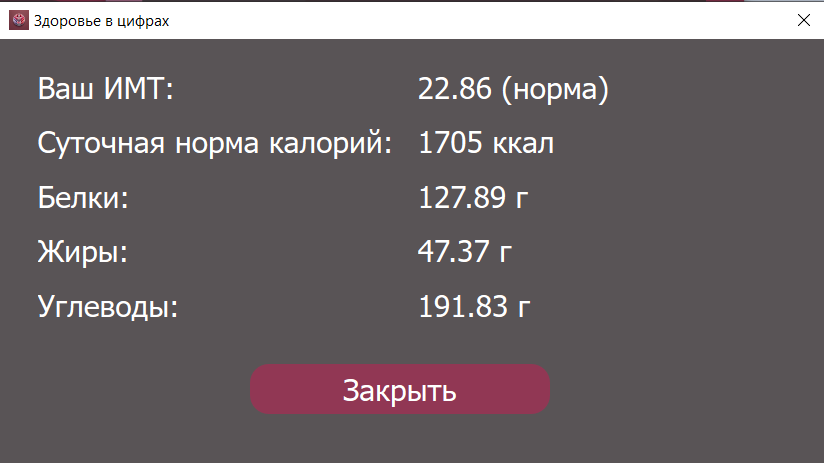 Здоровье в цифрах
Ваш ИМТ: 22.86 (норма)
Суточная норма калорий: 1705 ккал
Белки: 127.89 г
Жиры: 47.37 г
Углеводы: 191.83 г
Закрыть